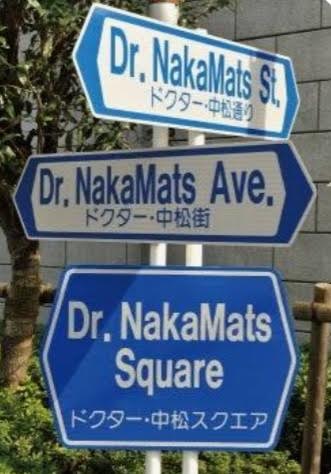 Dr. NakaMats St.
ドクター・中松通り
Dr. NakaMats Ave.
ドクター・中松街
Dr. NakaMats
Square
ドクター・中松スクエア